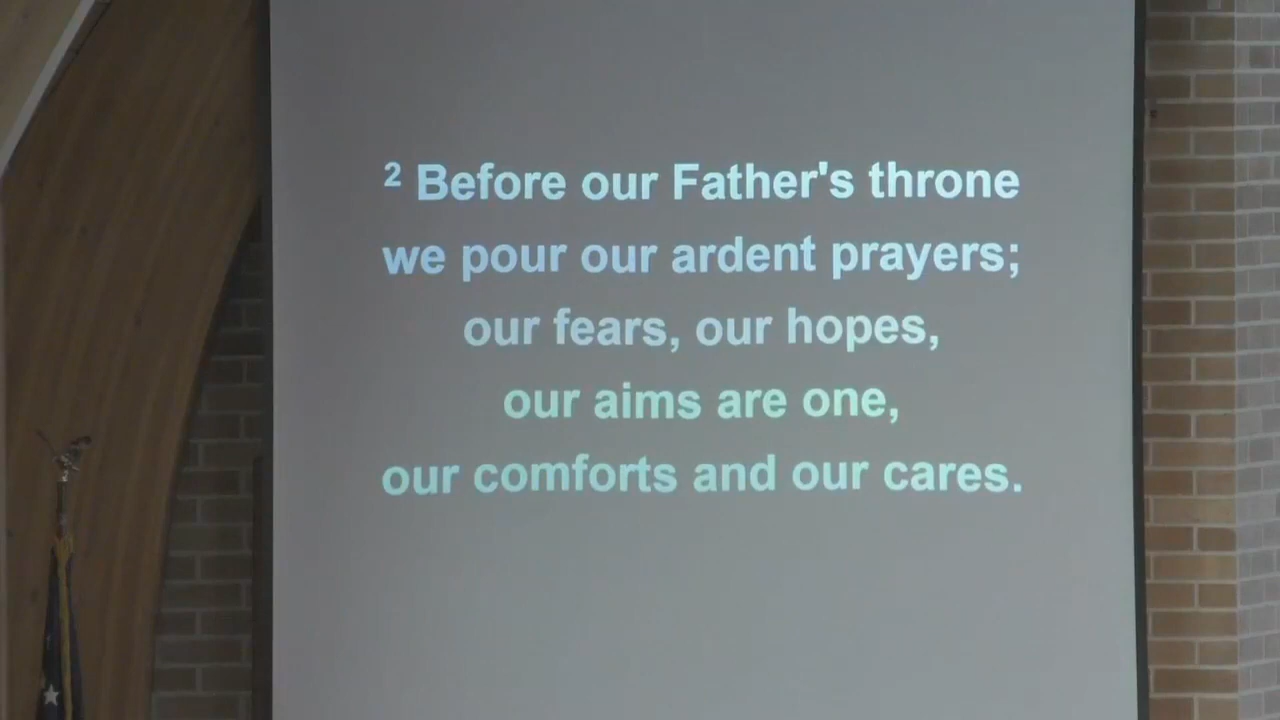 ² Before our Father's throne
we pour our ardent prayers;
our fears, our hopes,
our aims are one,
our comforts and our cares.